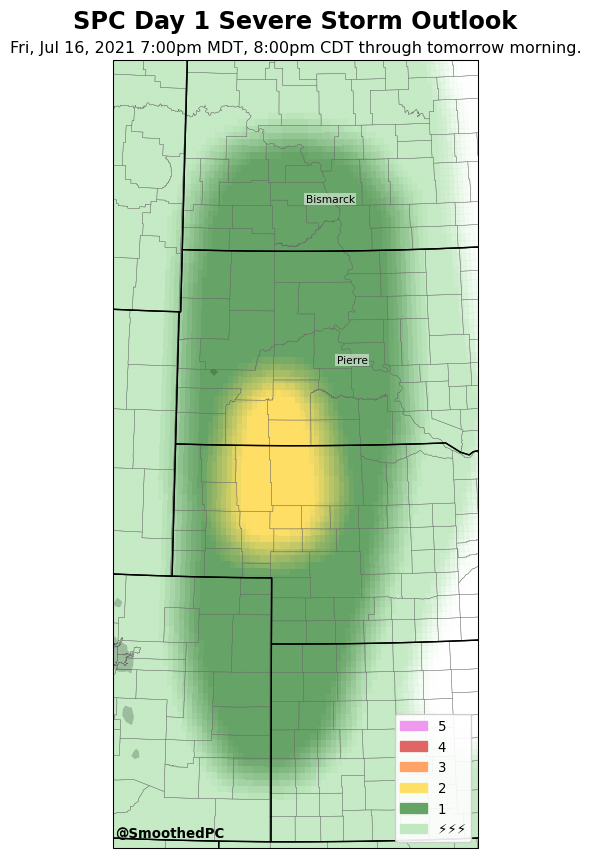 SPC Day 1 Severe Storm Outlook
Fri, Jul 16, 2021 7:00pm MDT, 8:00pm CDT through tomorrow morning.
Bismarck
Pierre
5
4
3
2
1
⚡⚡⚡
@SmoothedPC